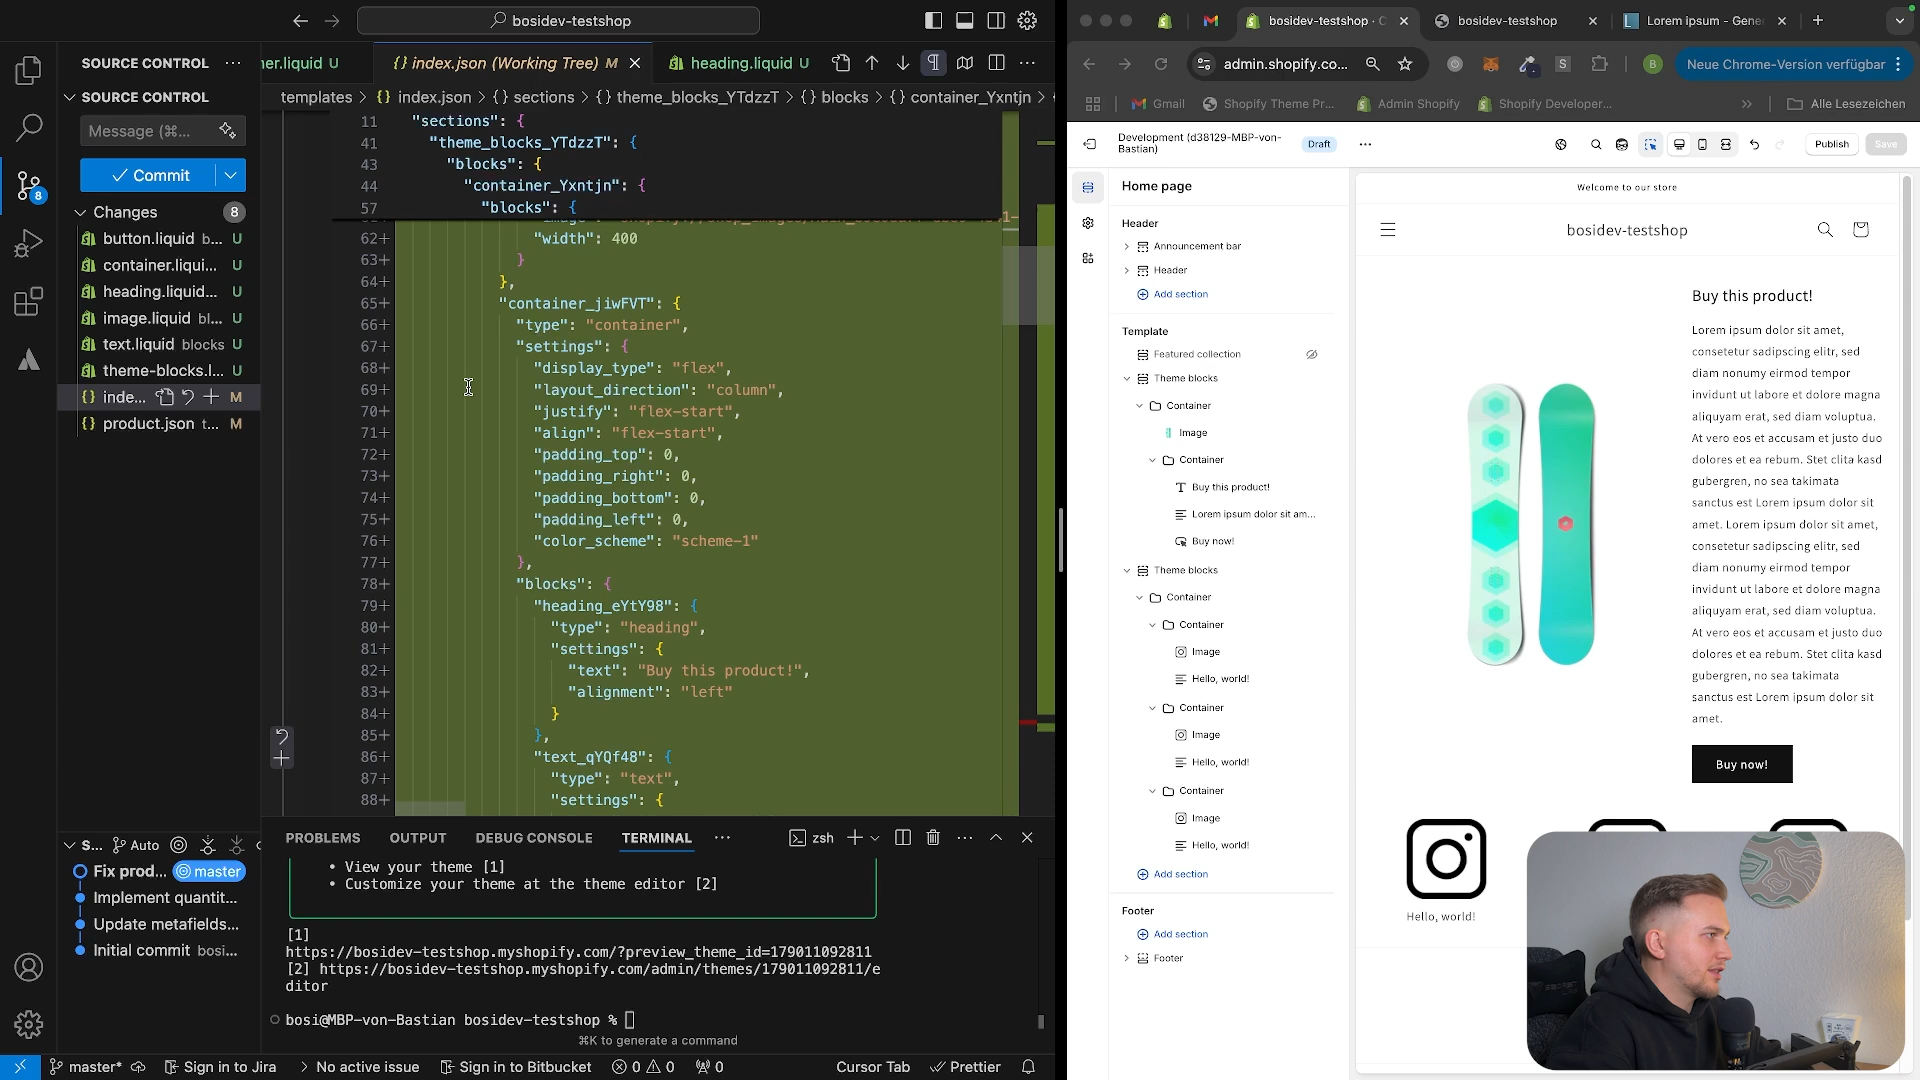 bosidev-testshop
SOURCE CONTROL
SOURCE CONTROL
Message (⌘...
Commit
Changes 8
button.liquid b... U
container.liqui... U
heading.liquid... U
image.liquid bl... U
text.liquid blocks U
theme-blocks.l... U
inde... M
product.json t... M
S... Auto
Fix prod... master
Implement quantit...
Update metafields...
Initial commit bosi...
8
ner.liquid U
index.json (Working Tree) M
heading.liquid U
templates > {} index.json > {} sections > {} theme_blocks_YTdzzT > {} blocks > {} container_Yxntjn >
11 "sections": {
41 "theme_blocks_YTdzzT": {
43 "blocks": {
44 "container_Yxntjn": {
57 "blocks": {
62+ "width": 400
63+ }
64+ },
65+ "container_jiwFVT": {
66+ "type": "container",
67+ "settings": {
68+ "display_type": "flex",
69+ "layout_direction": "column",
70+ "justify": "flex-start",
71+ "align": "flex-start",
72+ "padding_top": 0,
73+ "padding_right": 0,
74+ "padding_bottom": 0,
75+ "padding_left": 0,
76+ "color_scheme": "scheme-1"
77+ },
78+ "blocks": {
79+ "heading_eYtY98": {
80+ "type": "heading",
81+ "settings": {
82+ "text": "Buy this product!",
83+ "alignment": "left"
84+ }
85+ },
86+ "text_qYQf48": {
87+ "type": "text",
88+ "settings": {
PROBLEMS OUTPUT DEBUG CONSOLE TERMINAL ... zsh
• View your theme [1]
• Customize your theme at the theme editor [2]
[1]
https://bosidev-testshop.myshopify.com/?preview_theme_id=179011092811
[2] https://bosidev-testshop.myshopify.com/admin/themes/179011092811/e
ditor
bosi@MBP-von-Bastian bosidev-testshop %
⌘K to generate a command
master* Sign in to Jira No active issue Sign in to Bitbucket 0 0 0 Cursor Tab Prettier
bosidev-testshop · C
bosidev-testshop
Lorem ipsum - Gene
admin.shopify.co...
Neue Chrome-Version verfügbar
Gmail
Shopify Theme Pr...
Admin Shopify
Shopify Developer...
Alle Lesezeichen
Development (d38129-MBP-von-
Bastian)
Draft
Publish
Save
Home page
Header
Announcement bar
Header
Add section
Template
Featured collection
Theme blocks
Container
Image
Container
Buy this product!
Lorem ipsum dolor sit am...
Buy now!
Theme blocks
Container
Container
Image
Hello, world!
Container
Image
Hello, world!
Container
Image
Hello, world!
Add section
Footer
Add section
Footer
Welcome to our store
bosidev-testshop
Buy this product!
Lorem ipsum dolor sit amet,
consetetur sadipscing elitr, sed
diam nonumy eirmod tempor
invidunt ut labore et dolore magna
aliquyam erat, sed diam voluptua.
At vero eos et accusam et justo duo
dolores et ea rebum. Stet clita kasd
gubergren, no sea takimata
sanctus est Lorem ipsum dolor sit
amet. Lorem ipsum dolor sit amet,
consetetur sadipscing elitr, sed
diam nonumy eirmod tempor
invidunt ut labore et dolore magna
aliquyam erat, sed diam voluptua.
At vero eos et accusam et justo duo
dolores et ea rebum. Stet clita kasd
gubergren, no sea takimata
sanctus est Lorem ipsum dolor sit
amet.
Buy now!
Hello, world!